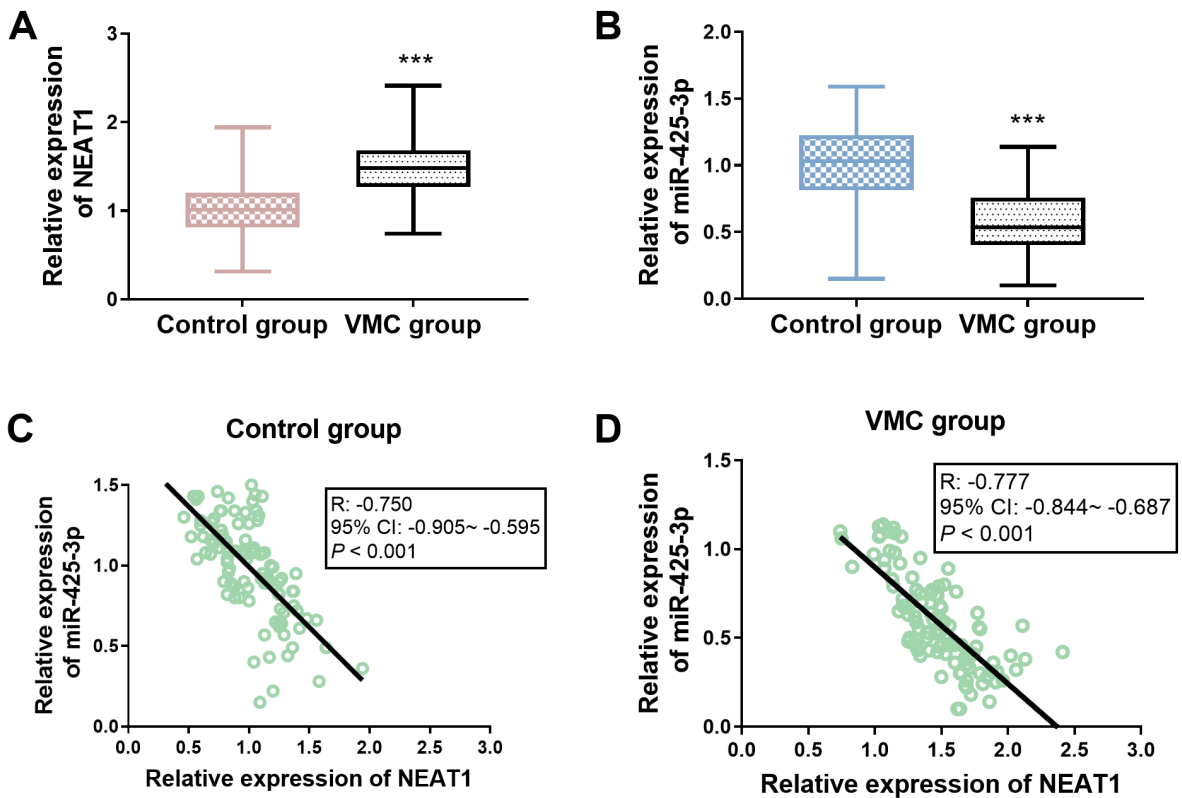 A
Relative expression
of NEAT1
3
2
1
0
***
Control group
VMC group
B
Relative expression
of miR-425-3p
2.0
1.5
1.0
0.5
0.0
***
Control group
VMC group
C
Control group
Relative expression
of miR-425-3p
1.5
1.0
0.5
0.0
R: -0.750
95% CI: -0.905~ -0.595
P < 0.001
0.0 0.5 1.0 1.5 2.0 2.5 3.0
Relative expression of NEAT1
D
VMC group
Relative expression
of miR-425-3p
1.5
1.0
0.5
0.0
R: -0.777
95% CI: -0.844~ -0.687
P < 0.001
0.0 0.5 1.0 1.5 2.0 2.5 3.0
Relative expression of NEAT1